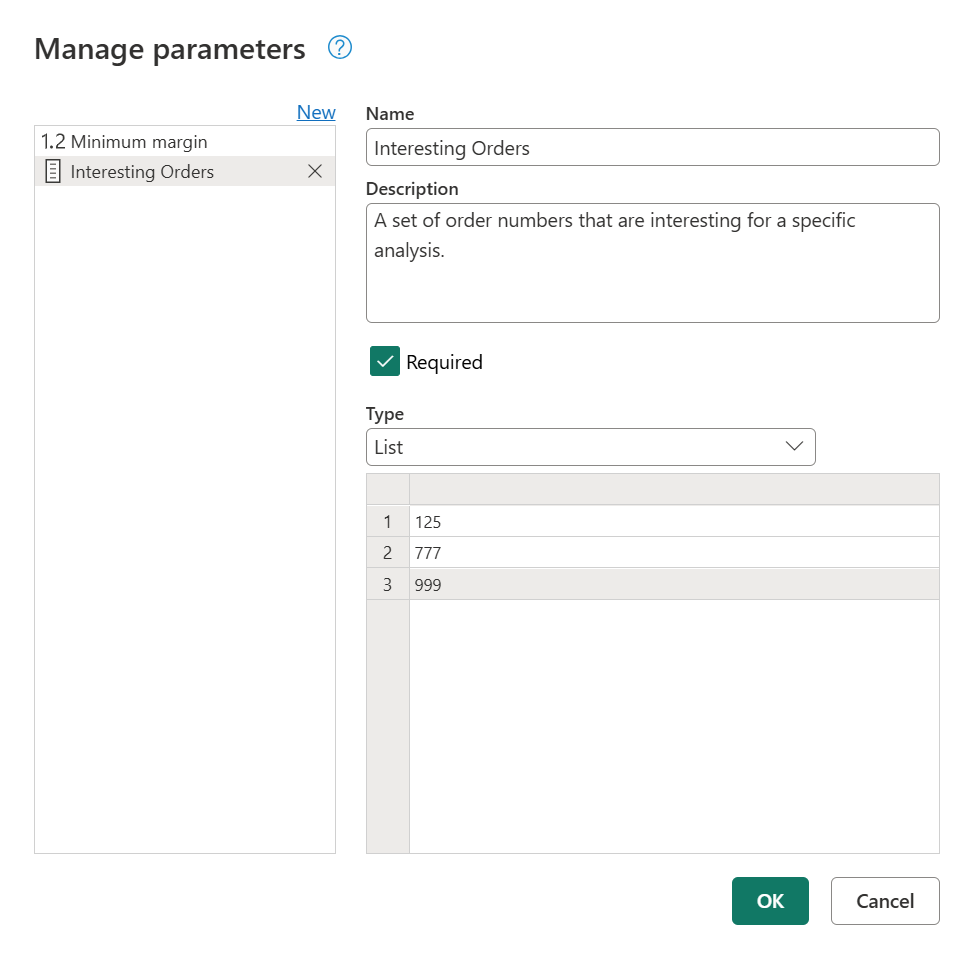 Manage parameters ?
New
1.2 Minimum margin
Interesting Orders
Name
Interesting Orders
Description
A set of order numbers that are interesting for a specific
analysis.
Required
Type
List
1 125
2 777
3 999
OK Cancel